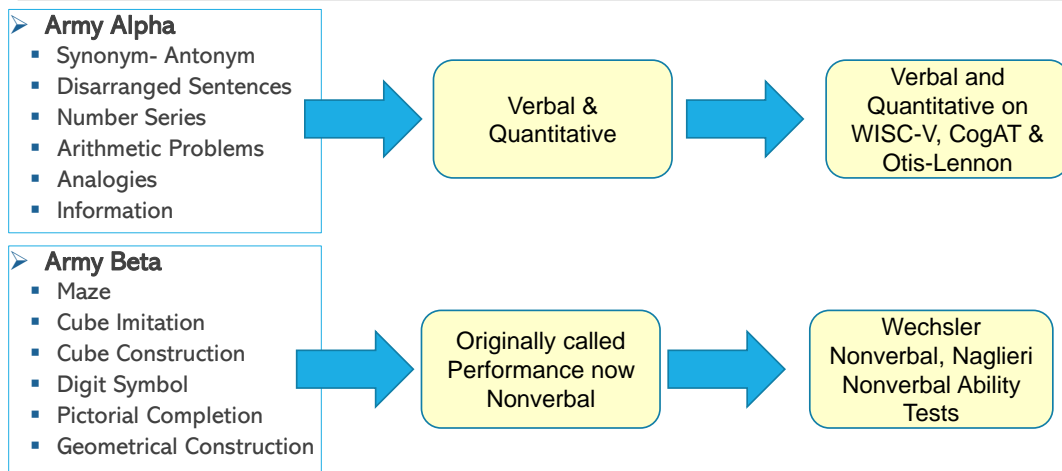 Army Alpha
Synonym- Antonym
Disarranged Sentences
Number Series
Arithmetic Problems
Analogies
Information
Verbal &
Quantitative
Verbal and
Quantitative on
WISC-V, CogAT &
Otis-Lennon
Army Beta
Maze
Cube Imitation
Cube Construction
Digit Symbol
Pictorial Completion
Geometrical Construction
Originally called
Performance now
Nonverbal
Wechsler
Nonverbal, Naglieri
Nonverbal Ability
Tests